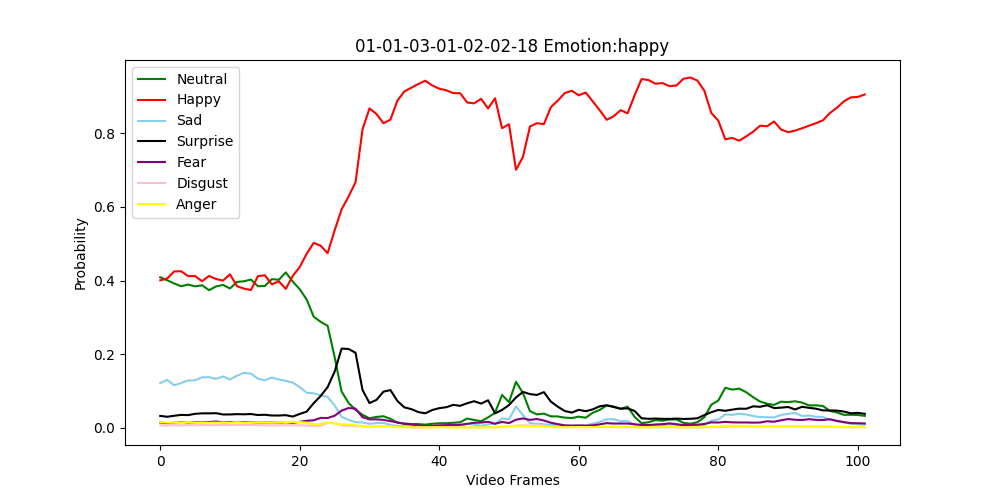 01-01-03-01-02-02-18 Emotion:happy
Neutral
Happy
Sad
Surprise
Fear
Disgust
Anger
Probability
0.8
0.6
0.4
0.2
0.0
0 20 40 60 80 100
Video Frames